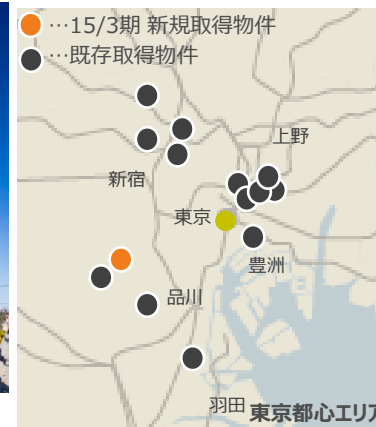 …15/3期 新規取得物件
…既存取得物件
上野
新宿
東京
豊洲
品川
羽田
東京都心エリア